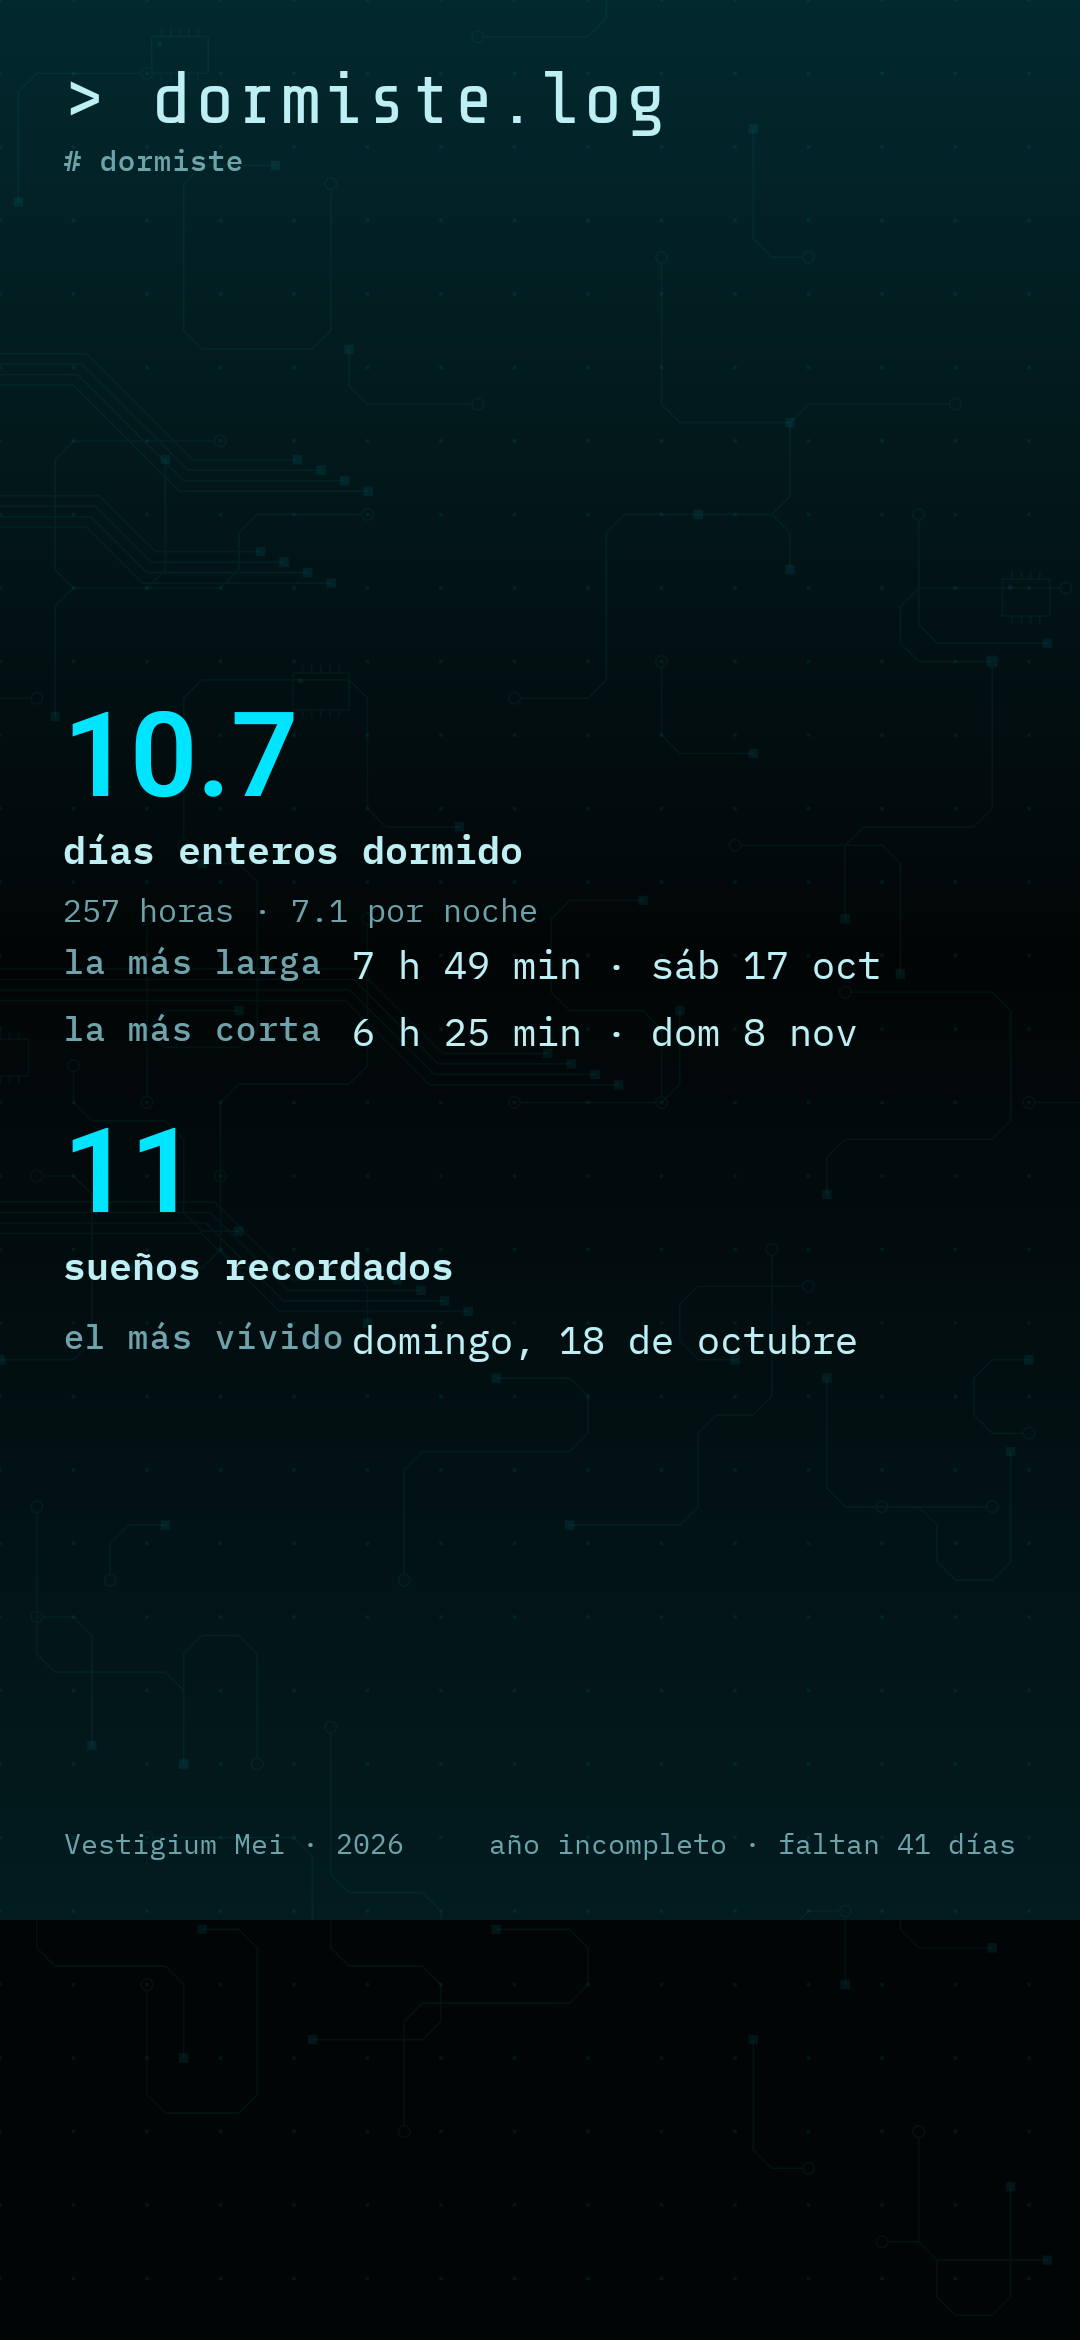 > dormiste.log
# dormiste
10.7
días enteros dormido
257 horas · 7.1 por noche
la más larga 7 h 49 min · sáb 17 oct
la más corta 6 h 25 min · dom 8 nov
11
sueños recordados
el más vívido domingo, 18 de octubre
Vestigium Mei · 2026 año incompleto · faltan 41 días